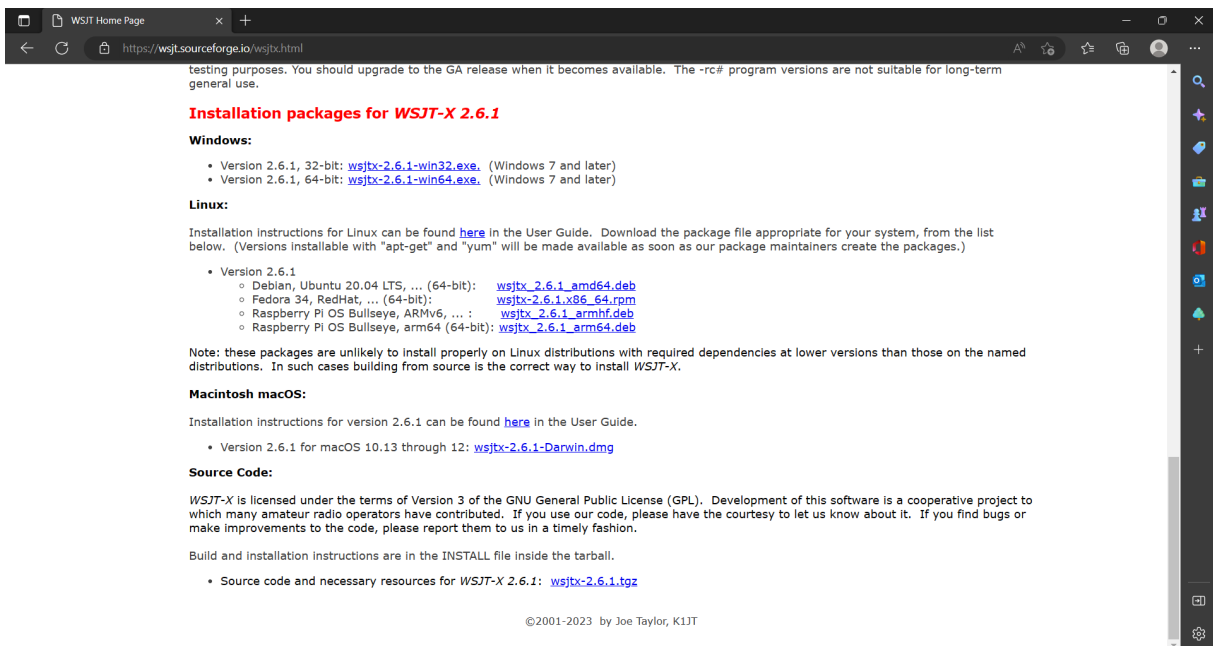 WSJT Home Page
https://wsjt.sourceforge.io/wsjtx.html
testing purposes. You should upgrade to the GA release when it becomes available. The -rc# program versions are not suitable for long-term
general use.
Installation packages for WSJT-X 2.6.1
Windows:
• Version 2.6.1, 32-bit: wsjtx-2.6.1-win32.exe. (Windows 7 and later)
• Version 2.6.1, 64-bit: wsjtx-2.6.1-win64.exe. (Windows 7 and later)
Linux:
Installation instructions for Linux can be found here in the User Guide. Download the package file appropriate for your system, from the list
below. (Versions installable with "apt-get" and "yum" will be made available as soon as our package maintainers create the packages.)
• Version 2.6.1
◦ Debian, Ubuntu 20.04 LTS, ... (64-bit): wsjtx_2.6.1_amd64.deb
◦ Fedora 34, RedHat, ... (64-bit): wsjtx-2.6.1.x86_64.rpm
◦ Raspberry Pi OS Bullseye, ARMv6, ... : wsjtx_2.6.1_armhf.deb
◦ Raspberry Pi OS Bullseye, arm64 (64-bit): wsjtx_2.6.1_arm64.deb
Note: these packages are unlikely to install properly on Linux distributions with required dependencies at lower versions than those on the named
distributions. In such cases building from source is the correct way to install WSJT-X.
Macintosh macOS:
Installation instructions for version 2.6.1 can be found here in the User Guide.
• Version 2.6.1 for macOS 10.13 through 12: wsjtx-2.6.1-Darwin.dmg
Source Code:
WSJT-X is licensed under the terms of Version 3 of the GNU General Public License (GPL). Development of this software is a cooperative project to
which many amateur radio operators have contributed. If you use our code, please have the courtesy to let us know about it. If you find bugs or
make improvements to the code, please report them to us in a timely fashion.
Build and installation instructions are in the INSTALL file inside the tarball.
• Source code and necessary resources for WSJT-X 2.6.1: wsjtx-2.6.1.tgz
©2001-2023 by Joe Taylor, K1JT